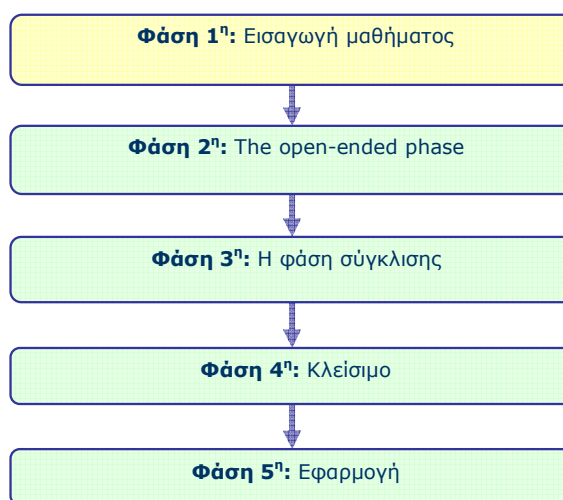 Φάση 1η: Εισαγωγή μαθήματος
Φάση 2η: The open-ended phase
Φάση 3η: Η φάση σύγκλισης
Φάση 4η: Κλείσιμο
Φάση 5η: Εφαρμογή